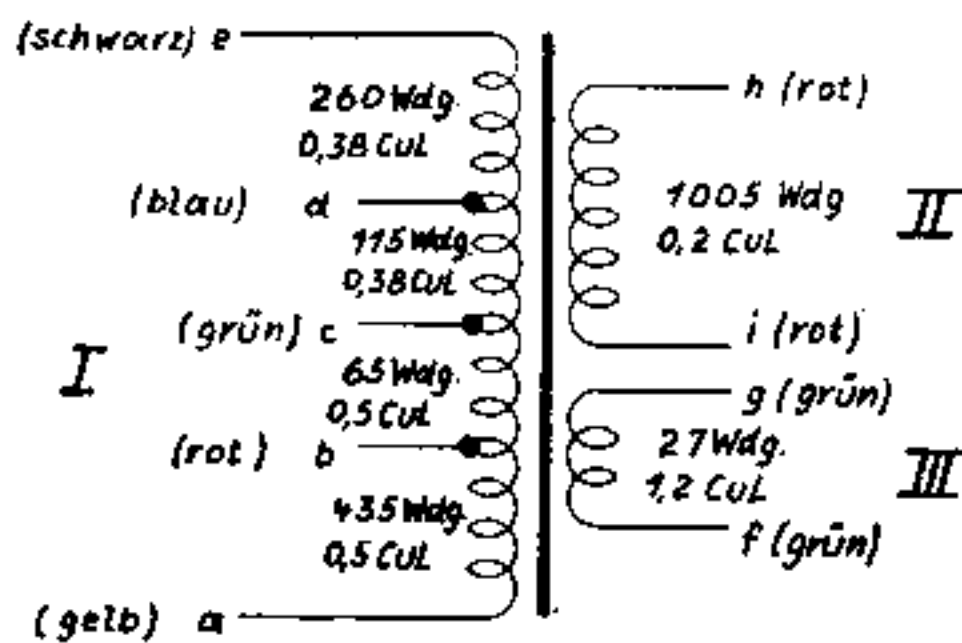 (schwarz) e
260 Wdg.
0,38 CuL
(blau) d
115 Wdg.
0,38 CuL
(grün) c
I
65 Wdg.
0,5 CuL
(rot) b
435 Wdg.
0,5 CuL
(gelb) a
h (rot)
1005 Wdg
0,2 CuL
II
i (rot)
g (grün)
27 Wdg.
1,2 CuL
III
f (grün)